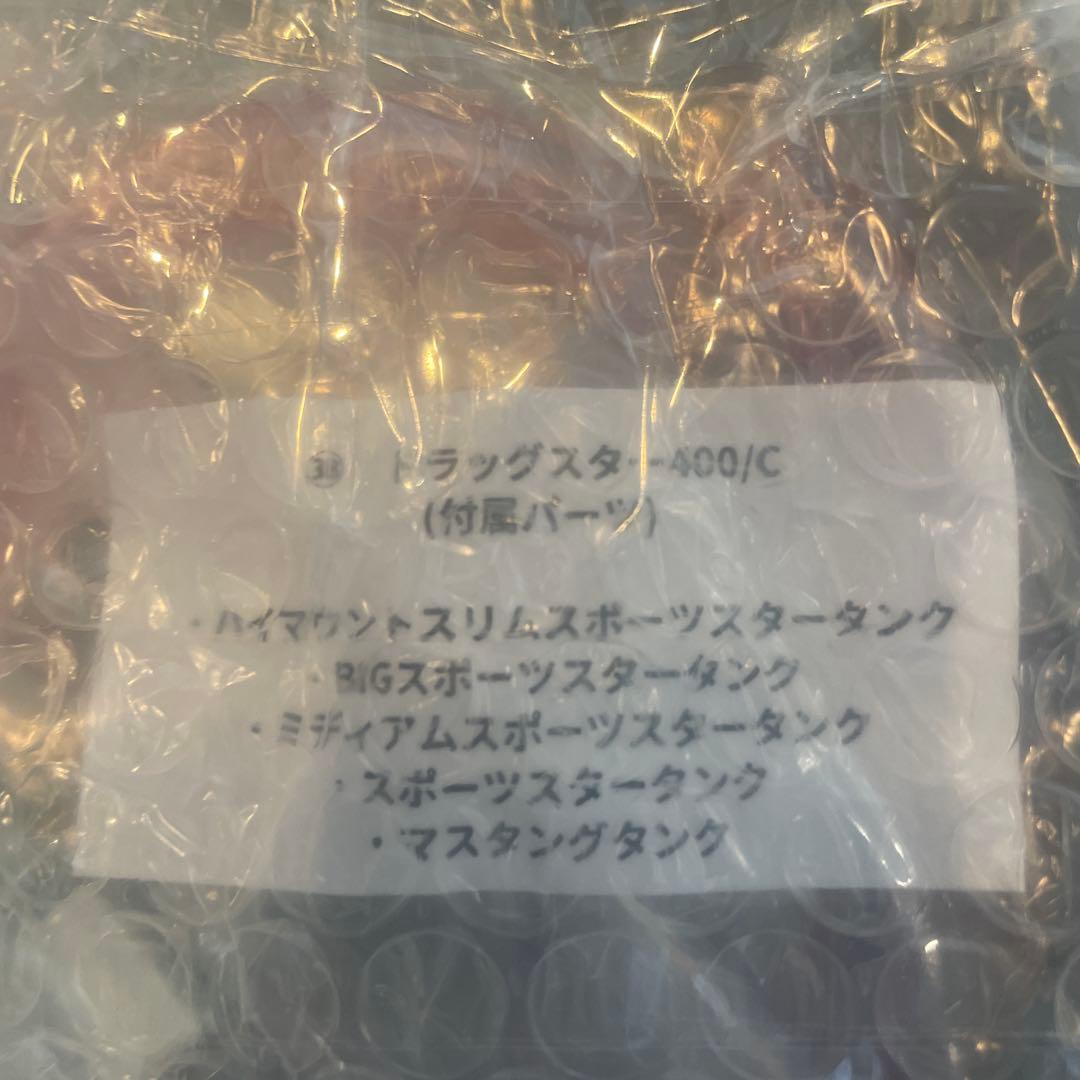 ㊳ ドラッグスター400/C
(付属パーツ)
・ハイマウントスリムスポーツスタータンク
・BIGスポーツスタータンク
・ミディアムスポーツスタータンク
・スポーツスタータンク
・マスタングタンク